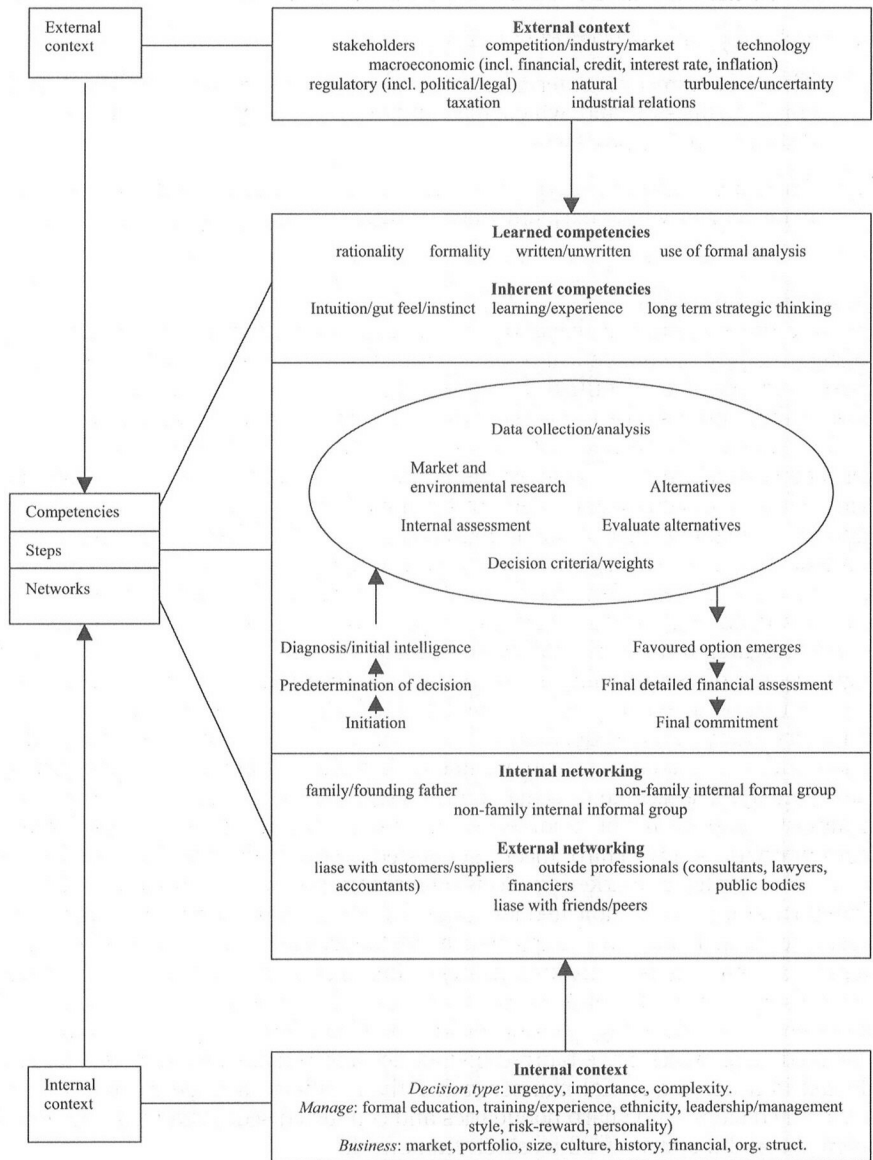 External
context
External context
stakeholders competition/industry/market technology
macroeconomic (incl. financial, credit, interest rate, inflation)
regulatory (incl. political/legal) natural turbulence/uncertainty
taxation industrial relations
Learned competencies
rationality formality written/unwritten use of formal analysis
Inherent competencies
Intuition/gut feel/instinct learning/experience long term strategic thinking
Data collection/analysis
Market and
environmental research Alternatives
Internal assessment Evaluate alternatives
Decision criteria/weights
Competencies
Steps
Networks
Diagnosis/initial intelligence
Predetermination of decision
Initiation
Favoured option emerges
Final detailed financial assessment
Final commitment
Internal networking
family/founding father non-family internal formal group
non-family internal informal group
External networking
liase with customers/suppliers outside professionals (consultants, lawyers,
accountants) financiers public bodies
liase with friends/peers
Internal
context
Internal context
Decision type: urgency, importance, complexity.
Manage: formal education, training/experience, ethnicity, leadership/management
style, risk-reward, personality)
Business: market, portfolio, size, culture, history, financial, org. struct.